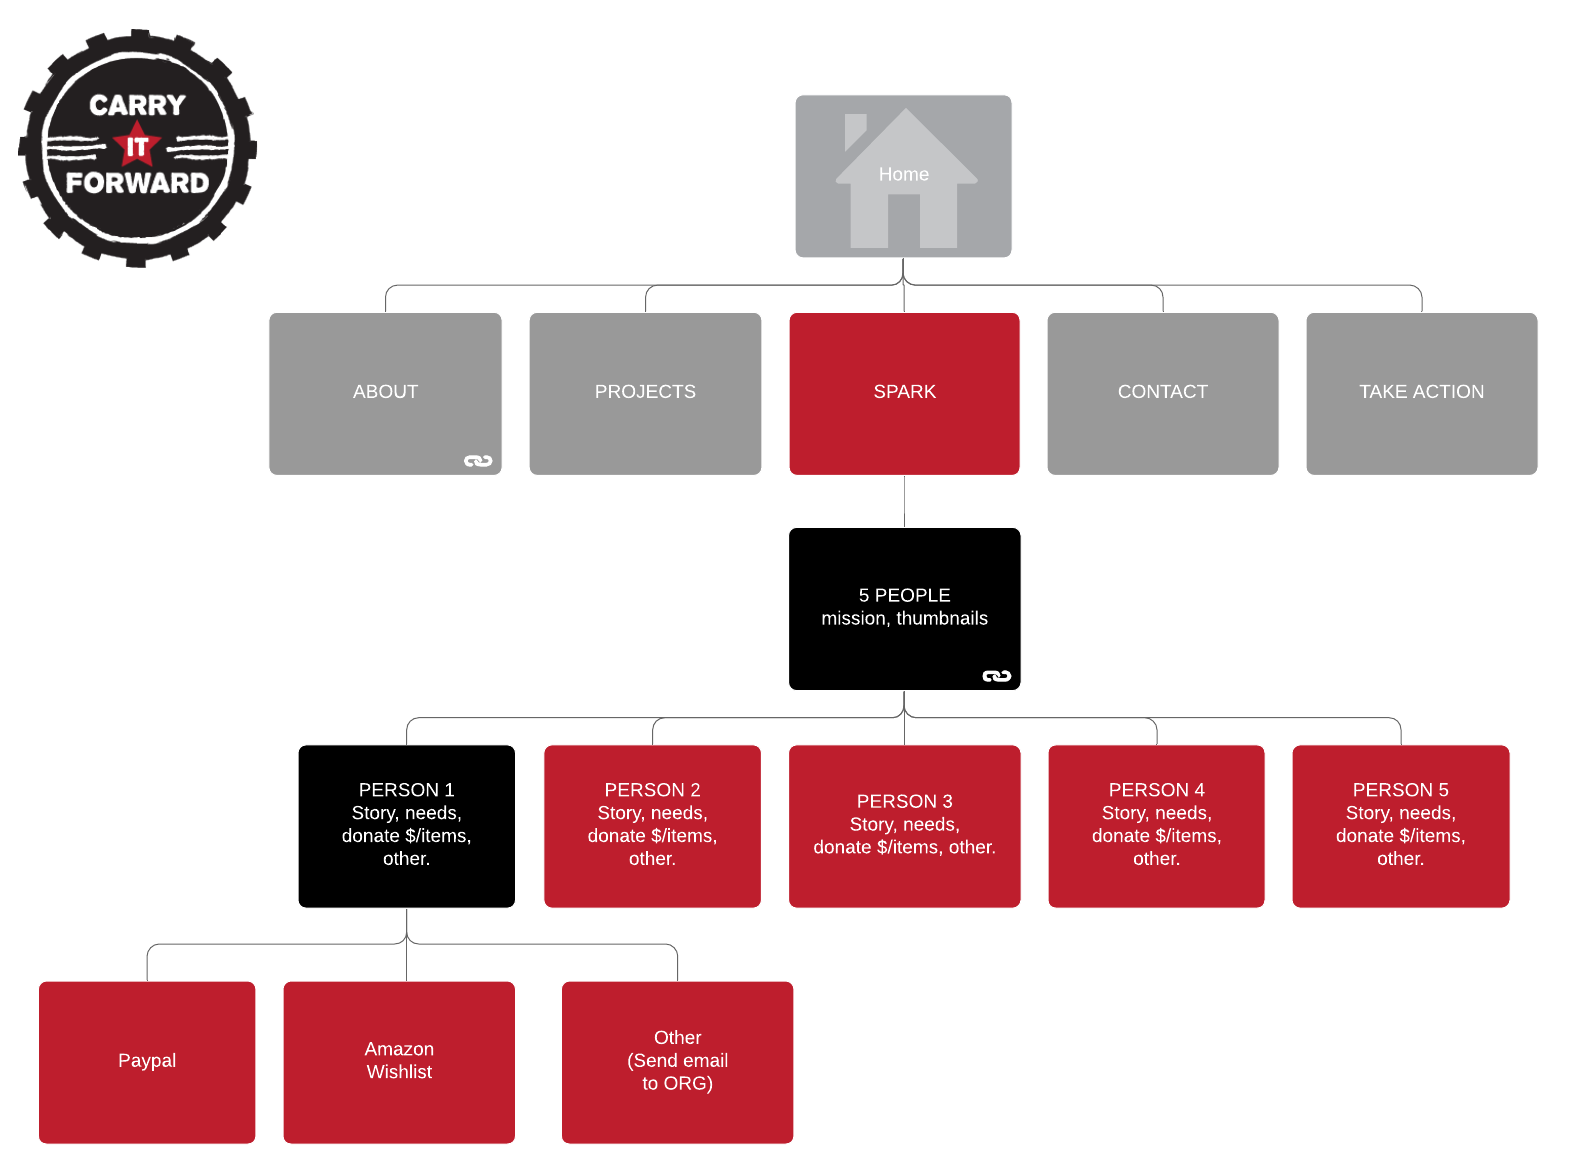 CARRY
IT
FORWARD
Home
ABOUT
PROJECTS
SPARK
CONTACT
TAKE ACTION
5 PEOPLE
mission, thumbnails
PERSON 1
Story, needs,
donate $/items,
other.
PERSON 2
Story, needs,
donate $/items,
other.
PERSON 3
Story, needs,
donate $/items, other.
PERSON 4
Story, needs,
donate $/items,
other.
PERSON 5
Story, needs,
donate $/items,
other.
Paypal
Amazon
Wishlist
Other
(Send email
to ORG)